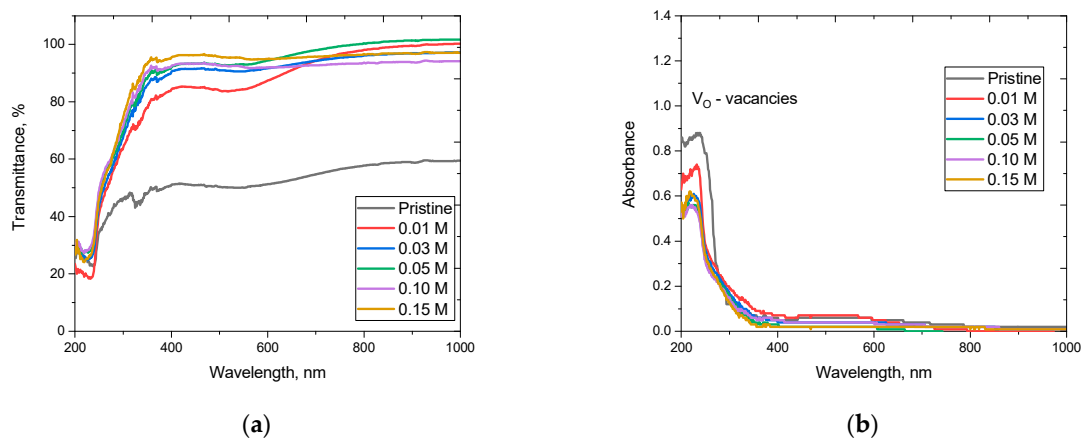 Transmittance, %
100
80
60
40
20
0
200 400 600 800 1000
Wavelength, nm
Pristine
0.01 M
0.03 M
0.05 M
0.10 M
0.15 M
(a)
Absorbance
1.4
1.2
1.0
0.8
0.6
0.4
0.2
0.0
200 400 600 800 1000
Wavelength, nm
V_O - vacancies
Pristine
0.01 M
0.03 M
0.05 M
0.10 M
0.15 M
(b)